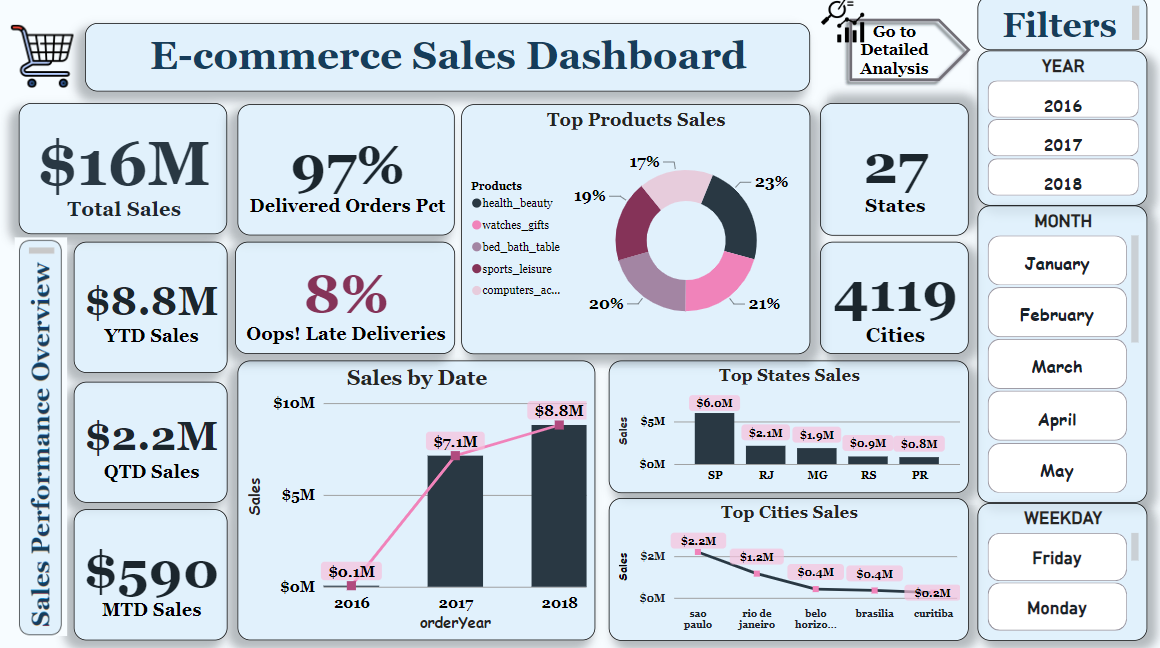 E-commerce Sales Dashboard
Go to
Detailed
Analysis
Filters
$16M
Total Sales
97%
Delivered Orders Pct
Top Products Sales
Products
health_beauty
watches_gifts
bed_bath_table
sports_leisure
computers_ac...
17%
23%
19%
20%
21%
27
States
YEAR
2016
2017
2018
Sales Performance Overview
$8.8M
YTD Sales
8%
Oops! Late Deliveries
4119
Cities
MONTH
January
February
March
April
May
$2.2M
QTD Sales
$590
MTD Sales
Sales by Date
Sales
$10M
$5M
$0M
$0.1M
$7.1M
$8.8M
2016
2017
2018
orderYear
Top States Sales
Sales
$5M
$0M
$6.0M
$2.1M
$1.9M
$0.9M
$0.8M
SP
RJ
MG
RS
PR
Top Cities Sales
Sales
$2M
$0M
$2.2M
$1.2M
$0.4M
$0.4M
$0.2M
sao
paulo
rio de
janeiro
belo
horizo...
brasilia
curitiba
WEEKDAY
Friday
Monday